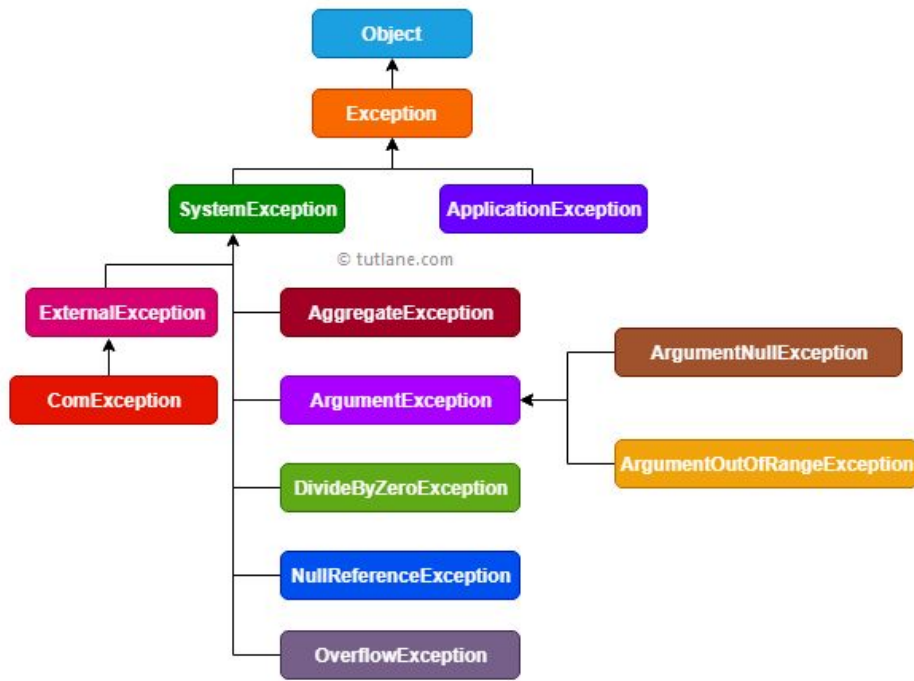 Object
Exception
SystemException
ApplicationException
© tutlane.com
ExternalException
AggregateException
ArgumentNullException
ComException
ArgumentException
ArgumentOutOfRangeException
DivideByZeroException
NullReferenceException
OverflowException